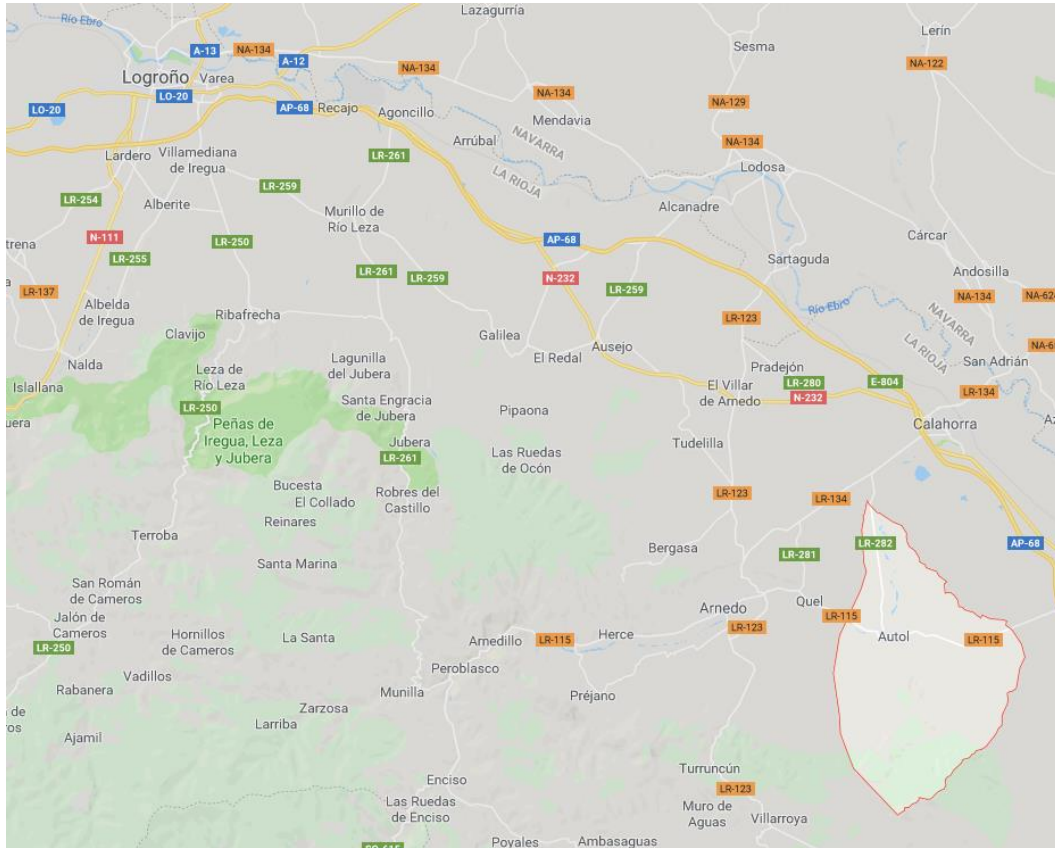 Río Ebro
Lazagurría
Lerín
A-13
NA-134
Sesma
A-12
NA-122
NA-134
Logroño
Varea
LO-20
NA-134
NA-129
LO-20
AP-68
Recajo
Agoncillo
Mendavia
Arrúbal
NAVARRA
NA-134
Lardero
Villamediana
de Iregua
LR-261
LA RIOJA
Lodosa
LR-259
LR-254
Alberite
Murillo de
Río Leza
Alcanadre
N-111
LR-250
AP-68
Cárcar
trena
LR-255
LR-261
LR-259
N-232
Sartaguda
Andosilla
LR-137
LR-259
NA-134
NA-624
Albelda
de Iregua
Ribafrecha
Río Ebro
NAVARRA
LR-123
Clavijo
Galilea
LA RIOJA
Nalda
Leza de
Río Leza
Lagunilla
del Jubera
El Redal
Ausejo
Pradejón
San Adrián
Islallana
LR-280
E-804
El Villar
de Arnedo
N-232
LR-134
LR-250
Santa Engracia
de Jubera
Pipaona
uera
Peñas de
Iregua, Leza
y Jubera
Jubera
Tudelilla
Calahorra
LR-261
Las Ruedas
de Ocón
Bucesta
El Collado
Robres del
Castillo
LR-123
LR-134
Reinares
Terroba
Bergasa
LR-281
LR-282
AP-68
Santa Marina
San Román
de Cameros
Quel
Arnedo
Jalón de
Cameros
Hornillos
de Cameros
La Santa
Arnedillo
LR-115
Herce
LR-123
LR-115
Autol
LR-115
LR-250
Peroblasco
Vadillos
Rabanera
Munilla
Préjano
Zarzosa
Larriba
Ajamil
Enciso
Turruncún
LR-123
Las Ruedas
de Enciso
Muro de
Aguas
Villarroya
Poyales
Ambasaguas